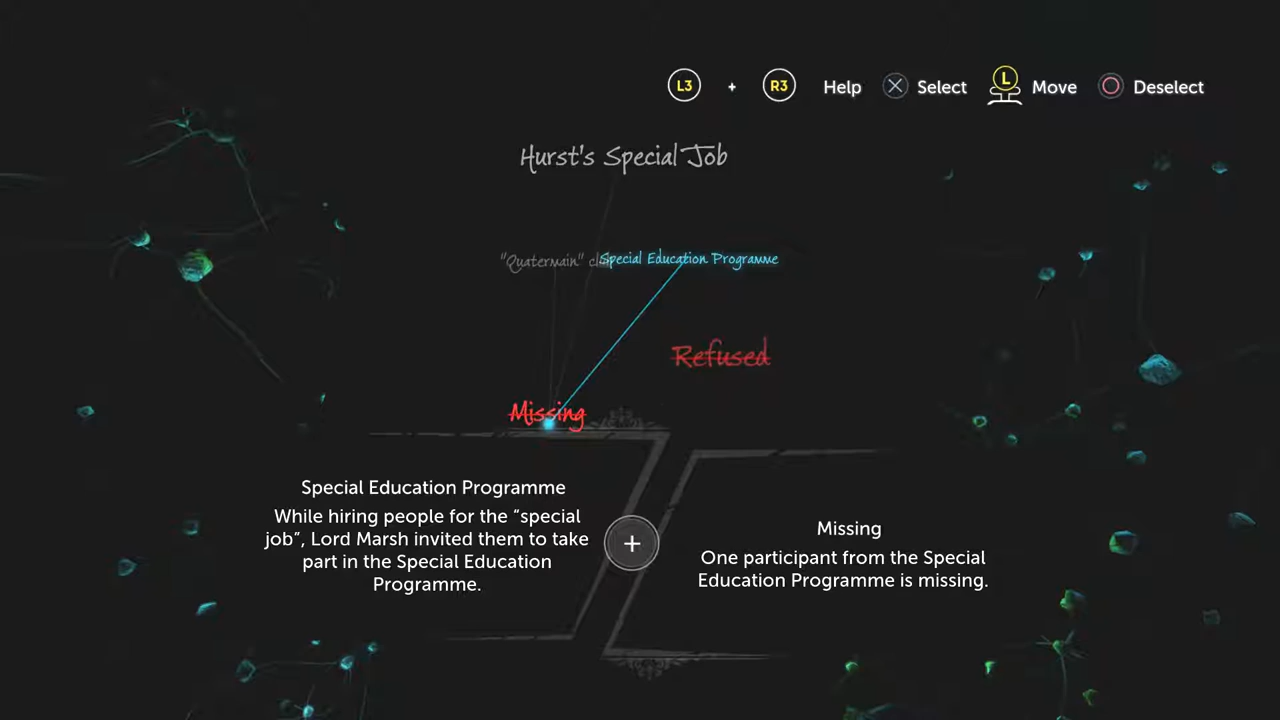 L3 + R3 Help Select L Move Deselect
Hurst's Special Job
"Quatermain" Special Education Programme
Refused
Missing
Special Education Programme
While hiring people for the "special
job", Lord Marsh invited them to take
part in the Special Education
Programme.
+
Missing
One participant from the Special
Education Programme is missing.